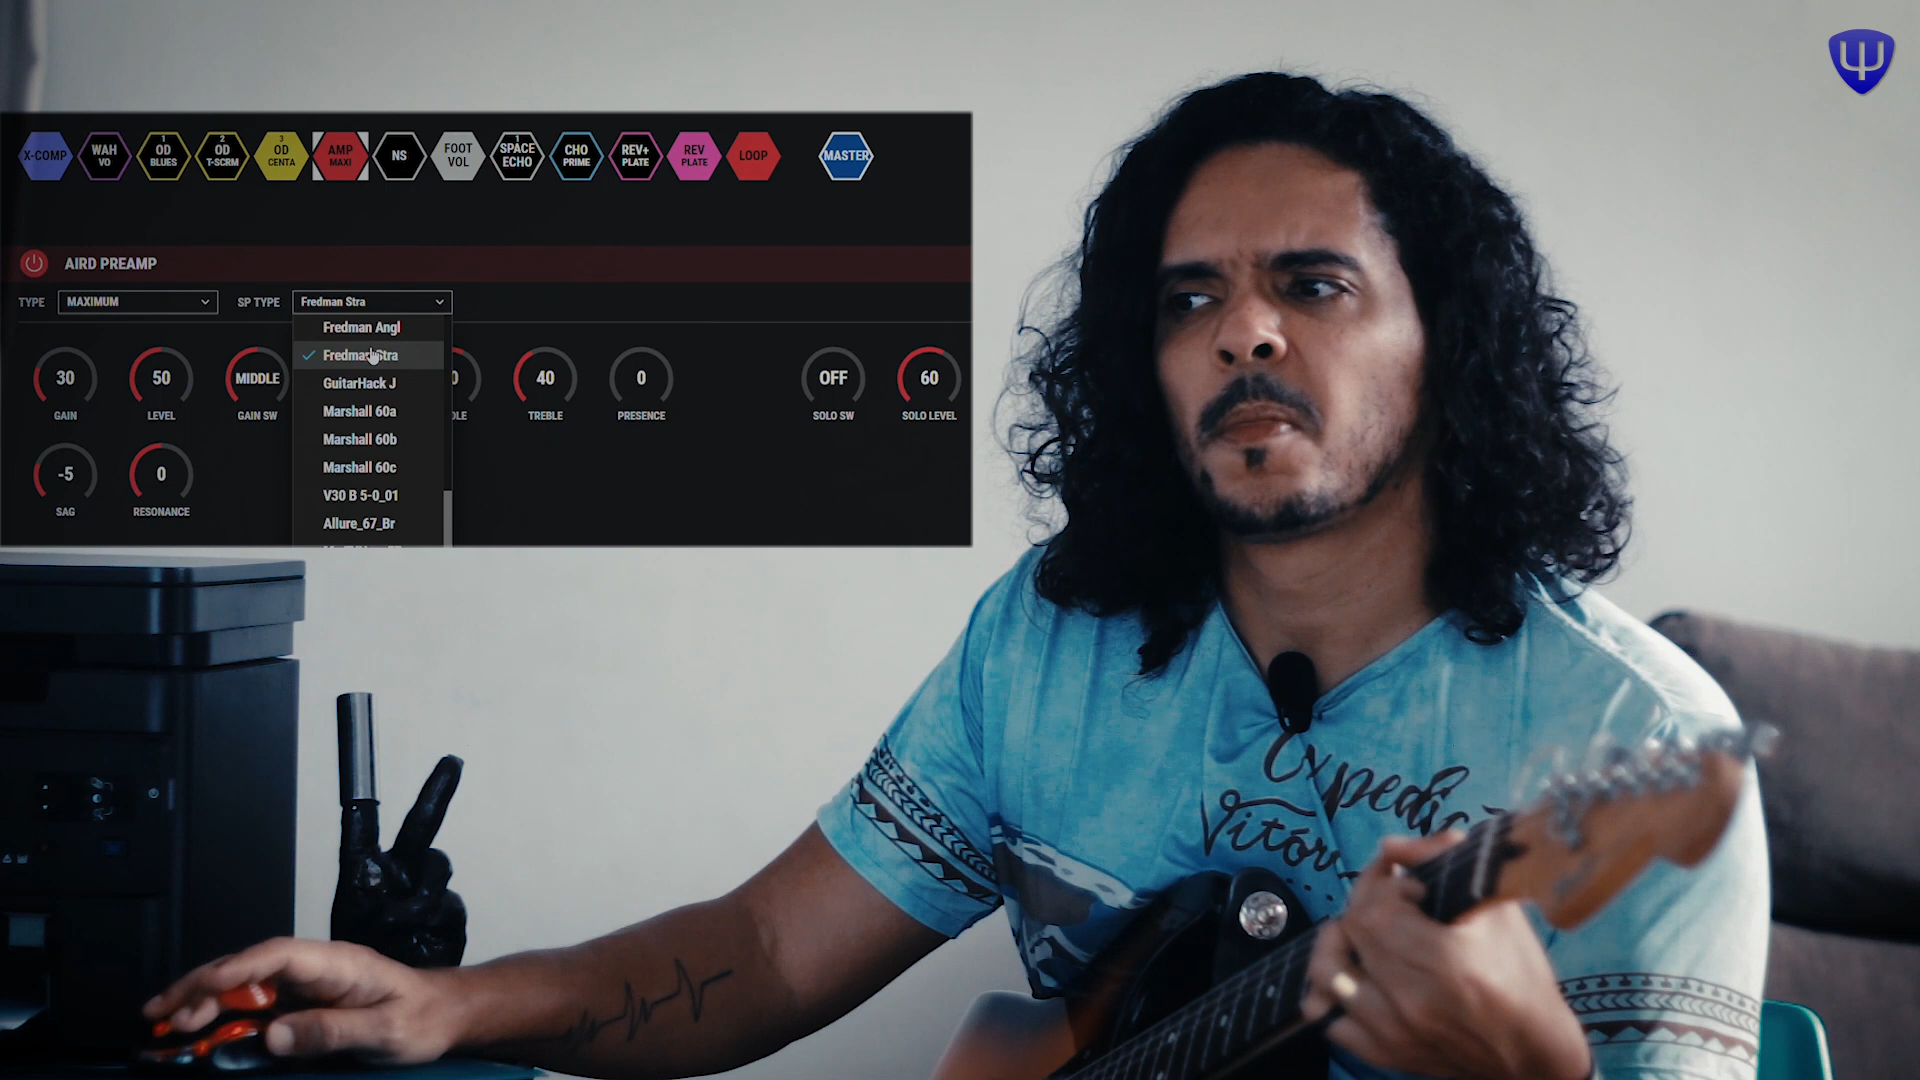 X-COMP
WAH
VO
1
OD
BLUES
2
OD
T-SCRM
3
OD
CENTA
AMP
MAXI
NS
FOOT
VOL
1
SPACE
ECHO
CHO
PRIME
REV+
PLATE
REV
PLATE
LOOP
MASTER
AIRD PREAMP
TYPE MAXIMUM SP TYPE Fredman Stra
Fredman Angl
Fredman Stra
GuitarHack J
Marshall 60a
Marshall 60b
Marshall 60c
V30 B 5-0_01
Allure_67_Br
30 50 MIDDLE 40 0 OFF 60
GAIN LEVEL GAIN SW TREBLE PRESENCE SOLO SW SOLO LEVEL
-5 0
SAG RESONANCE